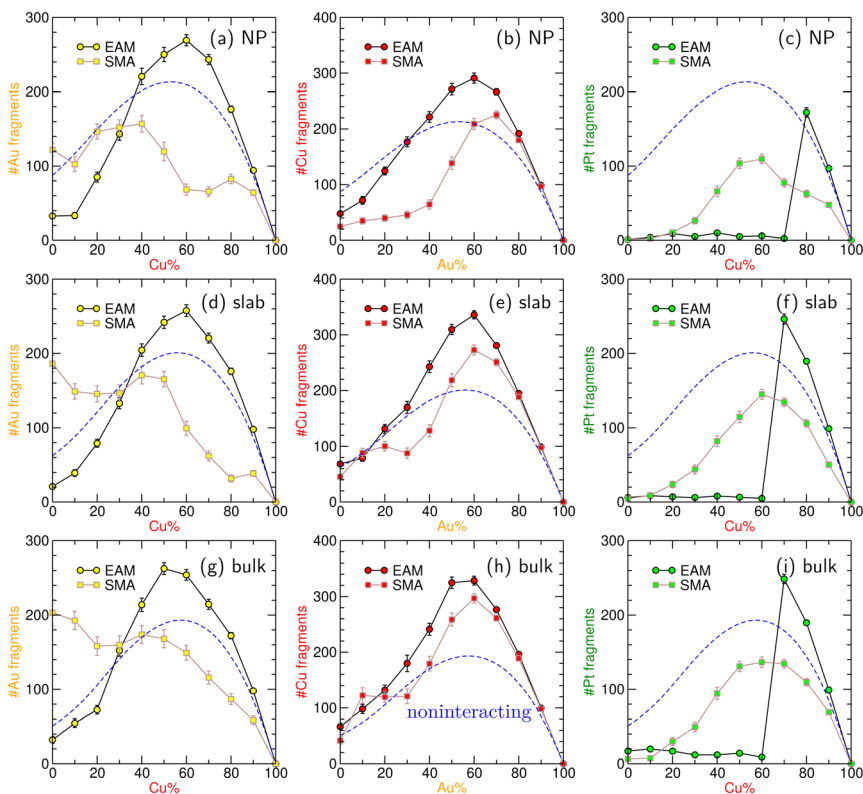 (a) NP
EAM
SMA
300
200
100
0
#Au fragments
0 20 40 60 80 100
Cu%
(b) NP
EAM
SMA
400
300
200
100
0
#Cu fragments
0 20 40 60 80 100
Au%
(c) NP
EAM
SMA
300
200
100
0
#Pt fragments
0 20 40 60 80 100
Cu%
(d) slab
EAM
SMA
300
200
100
0
#Au fragments
0 20 40 60 80 100
Cu%
(e) slab
EAM
SMA
400
300
200
100
0
#Cu fragments
0 20 40 60 80 100
Au%
(f) slab
EAM
SMA
300
200
100
0
#Pt fragments
0 20 40 60 80 100
Cu%
(g) bulk
EAM
SMA
300
200
100
0
#Au fragments
0 20 40 60 80 100
Cu%
(h) bulk
EAM
SMA
noninteracting
400
300
200
100
0
#Cu fragments
0 20 40 60 80 100
Au%
(i) bulk
EAM
SMA
300
200
100
0
#Pt fragments
0 20 40 60 80 100
Cu%